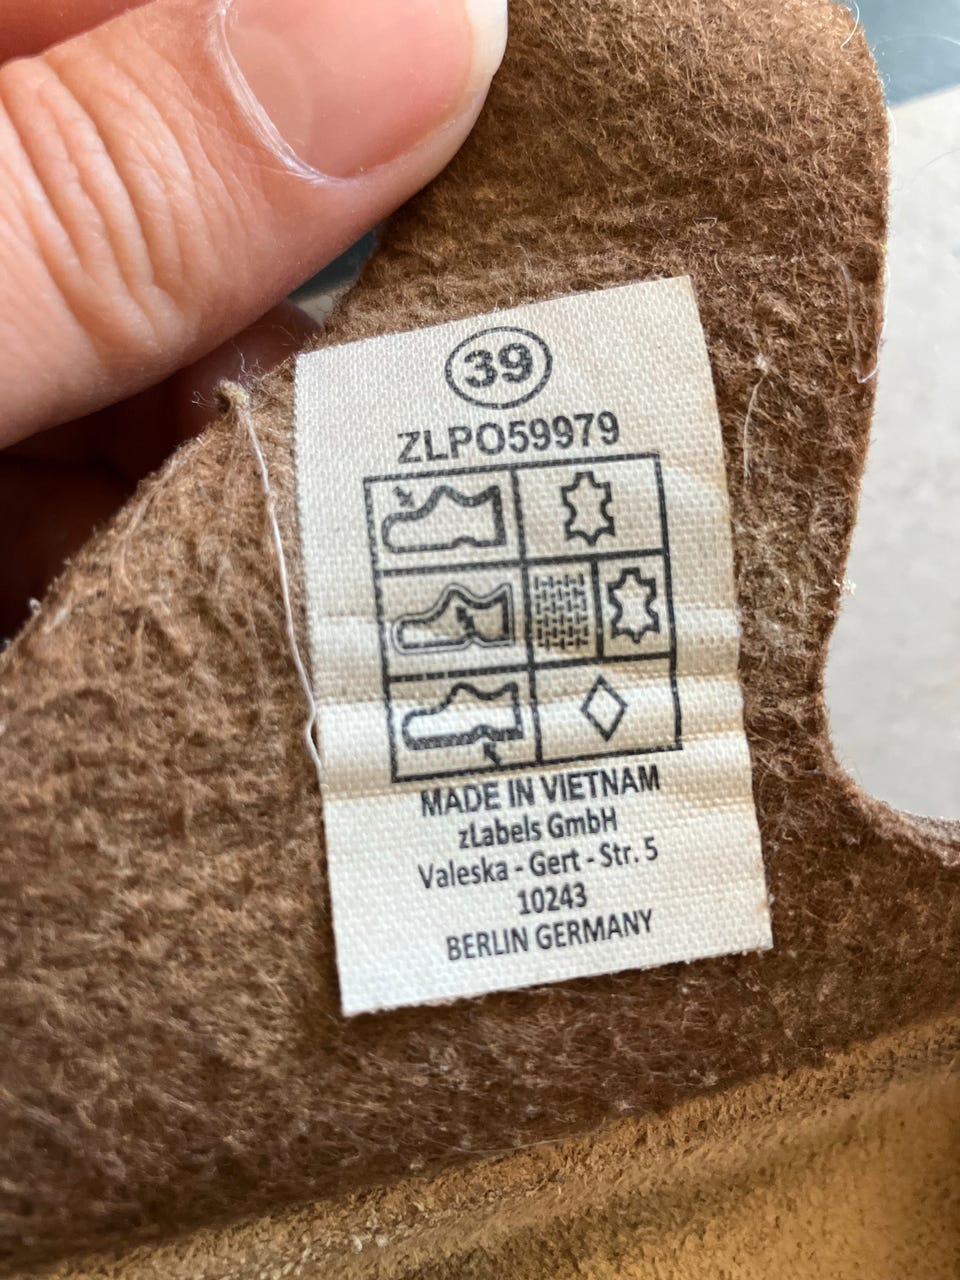 39
ZLPO59979
MADE IN VIETNAM
zLabels GmbH
Valeska - Gert - Str. 5
10243
BERLIN GERMANY